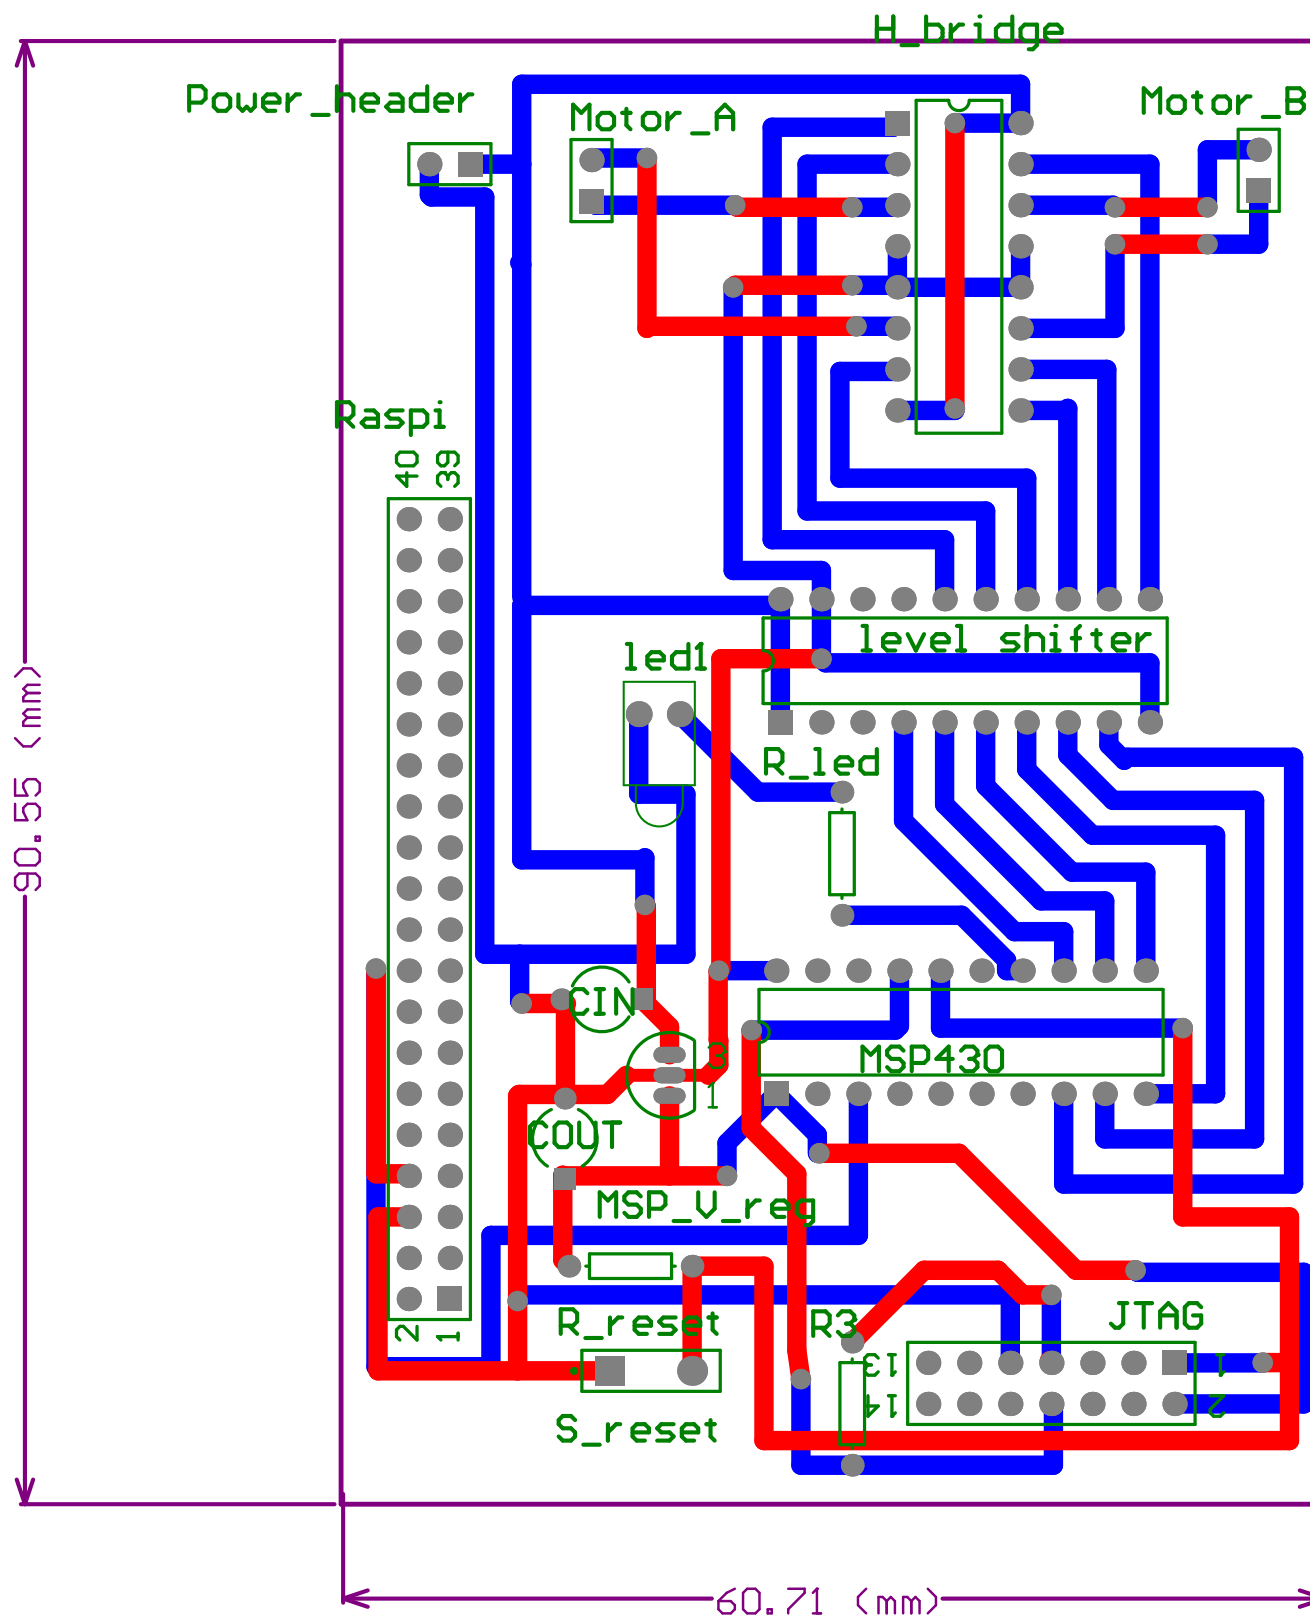 H_bridge
Power_header
Motor_A
Motor_B
Raspi
40
39
level shifter
led1
R_led
90.55 (mm)
CIN
3
MSP430
1
COUT
MSP_V_reg
R_reset
R3
JTAG
2
1
13
1
14
2
S_reset
60.71 (mm)